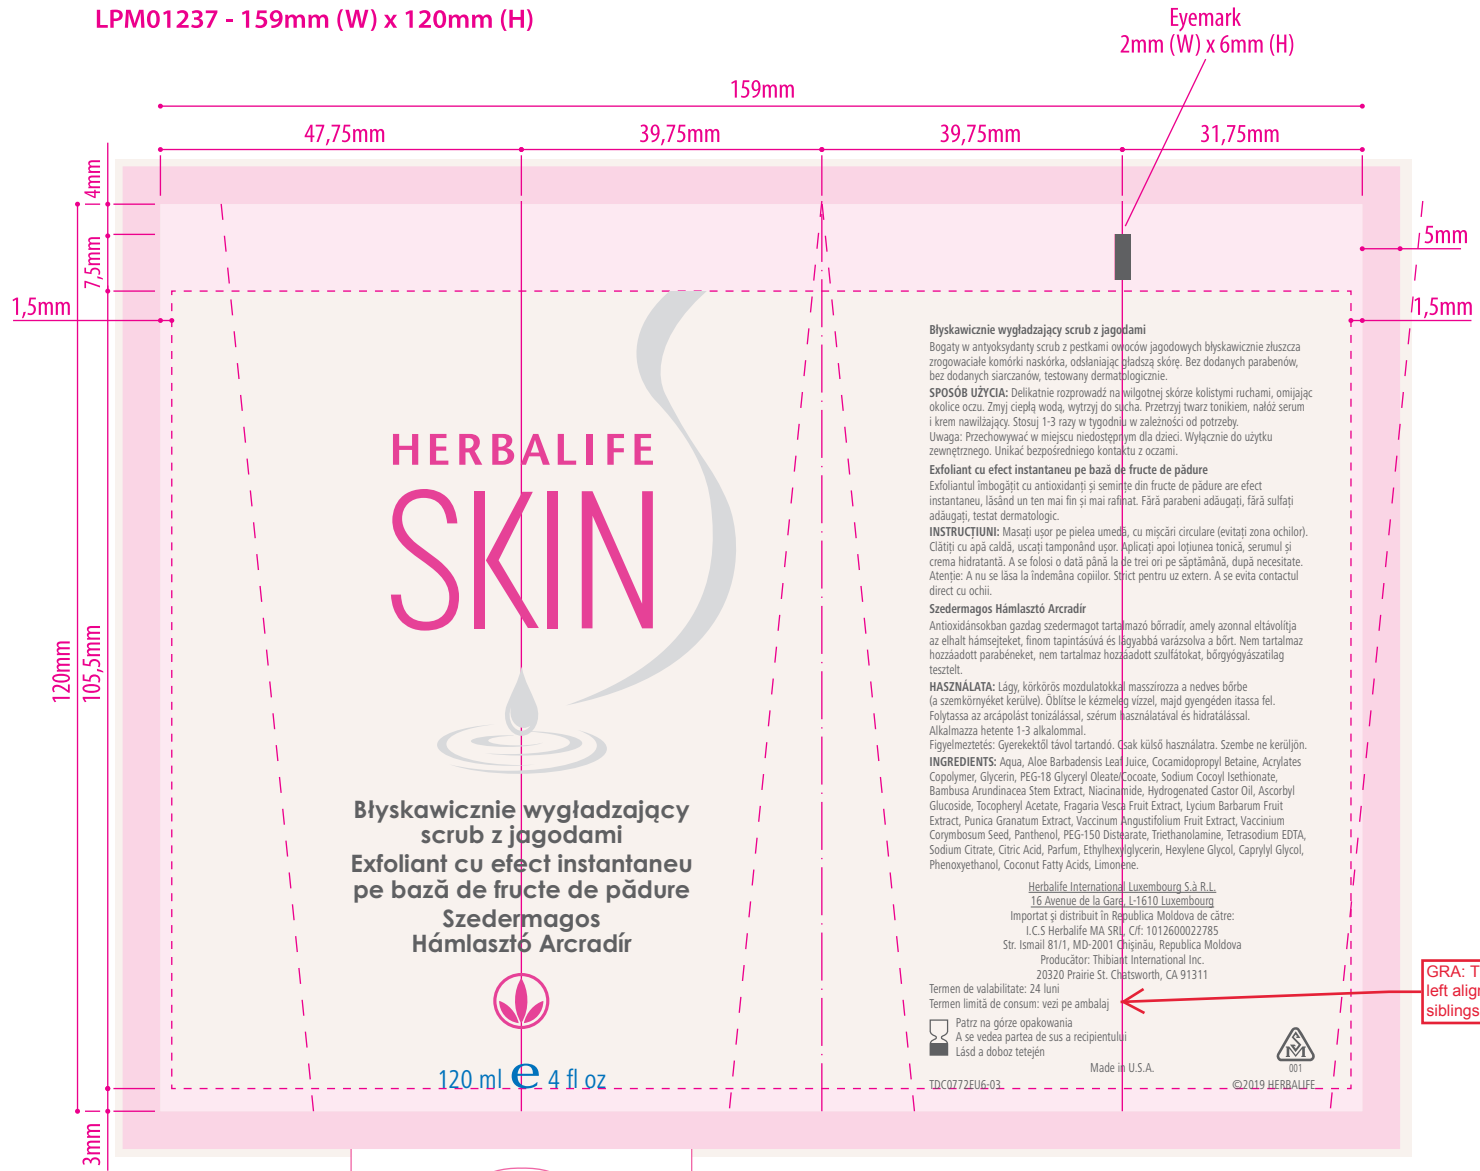 LPM01237 - 159mm (W) x 120mm (H)
Eyemark
2mm (W) x 6mm (H)
159mm
47,75mm
39,75mm
39,75mm
31,75mm
4mm
7,5mm
1,5mm
5mm
1,5mm
120mm
105,5mm
3mm
HERBALIFE
SKIN
Błyskawicznie wygładzający
scrub z jagodami
Exfoliant cu efect instantaneu
pe bază de fructe de pădure
Szedermagos
Hámlasztó Arcradír
120 ml e 4 fl oz
Błyskawicznie wygładzający scrub z jagodami
Bogaty w antyoksydanty scrub z pestkami owoców jagodowych błyskawicznie złuszcza
zrogowaciałe komórki naskórka, odsłaniając gładszą skórę. Bez dodanych parabenów,
bez dodanych siarczanów, testowany dermatologicznie.
SPOSÓB UŻYCIA: Delikatnie rozprowadź na wilgotnej skórze kolistymi ruchami, omijając
okolice oczu. Zmyj ciepłą wodą, wytrzyj do sucha. Przetrzyj twarz tonikiem, nałóż serum
i krem nawilżający. Stosuj 1-3 razy w tygodniu w zależności od potrzeby.
Uwaga: Przechowywać w miejscu niedostępnym dla dzieci. Wyłącznie do użytku
zewnętrznego. Unikać bezpośredniego kontaktu z oczami.
Exfoliant cu efect instantaneu pe bază de fructe de pădure
Exfoliantul îmbogățit cu antioxidanți și semințe din fructe de pădure are efect
instantaneu, lăsând un ten mai fin și mai rafinat. Fără parabeni adăugați, fără sulfați
adăugați, testat dermatologic.
INSTRUCȚIUNI: Masați ușor pe pielea umedă, cu mișcări circulare (evitați zona ochilor).
Clătiți cu apă caldă, uscați tamponând ușor. Aplicați apoi loțiunea tonică, serumul și
crema hidratantă. A se folosi o dată până la de trei ori pe săptămână, după necesitate.
Atenție: A nu se lăsa la îndemâna copiilor. Strict pentru uz extern. A se evita contactul
direct cu ochii.
Szedermagos Hámlasztó Arcadír
Antioxidánsokban gazdag szedermagot tartalmazó bőrradír, amely azonnal eltávolítja
az elhalt hámsejteket, finom tapintásúvá és lágyabbá varázsolva a bőrt. Nem tartalmaz
hozzáadott parabéneket, nem tartalmaz hozzáadott szulfátokat, bőrgyógyászatilag
tesztelt.
HASZNÁLATA: Lágy, körkörös mozdulatokkal masszírozza a nedves bőrbe
(a szemkörnyéket kerülve). Öblítse le kézmeleg vízzel, majd gyengéden itassa fel.
Folytassa az arcápolást tonizálással, szérum használatával és hidratálással.
Alkalmazza hetente 1-3 alkalommal.
Figyelmeztetés: Gyerekektől távol tartandó. Csak külső használatra. Szembe ne kerüljön.
INGREDIENTS: Aqua, Aloe Barbadensis Leaf Juice, Cocamidopropyl Betaine, Acrylates
Copolymer, Glycerin, PEG-18 Glyceryl Oleate/Cocoate, Sodium Cocoyl Isethionate,
Bambusa Arundinacea Stem Extract, Niacinamide, Hydrogenated Castor Oil, Ascorbyl
Glucoside, Tocopheryl Acetate, Fragaria Vesca Fruit Extract, Lycium Barbarum Fruit
Extract, Punica Granatum Extract, Vaccinum Angustifolium Fruit Extract, Vaccinium
Corymbosum Seed, Panthenol, PEG-150 Distearate, Triethanolamine, Tetrasodium EDTA,
Sodium Citrate, Citric Acid, Parfum, Ethylhexylglycerin, Hexylene Glycol, Caprylyl Glycol,
Phenoxyethanol, Coconut Fatty Acids, Limonene.
Herbalife International Luxembourg S.à R.L.
16 Avenue de la Gare, L-1610 Luxembourg
Importat şi distribuit în Republica Moldova de către:
I.C.S Herbalife MA SRL, C/f: 1012600022785
Str. Ismail 81/1, MD-2001 Chişinău, Republica Moldova
Producător: Thibiant International Inc.
20320 Prairie St. Chatsworth, CA 91311
Termen de valabilitate: 24 luni
Termen limită de consum: vezi pe ambalaj
Patrz na górze opakowania
A se vedea partea de sus a recipientului
Lásd a doboz tetején
Made in U.S.A.
SM
001
TDC0772EU6-03
©2019 HERBALIFE
GRA: T
left align
siblings